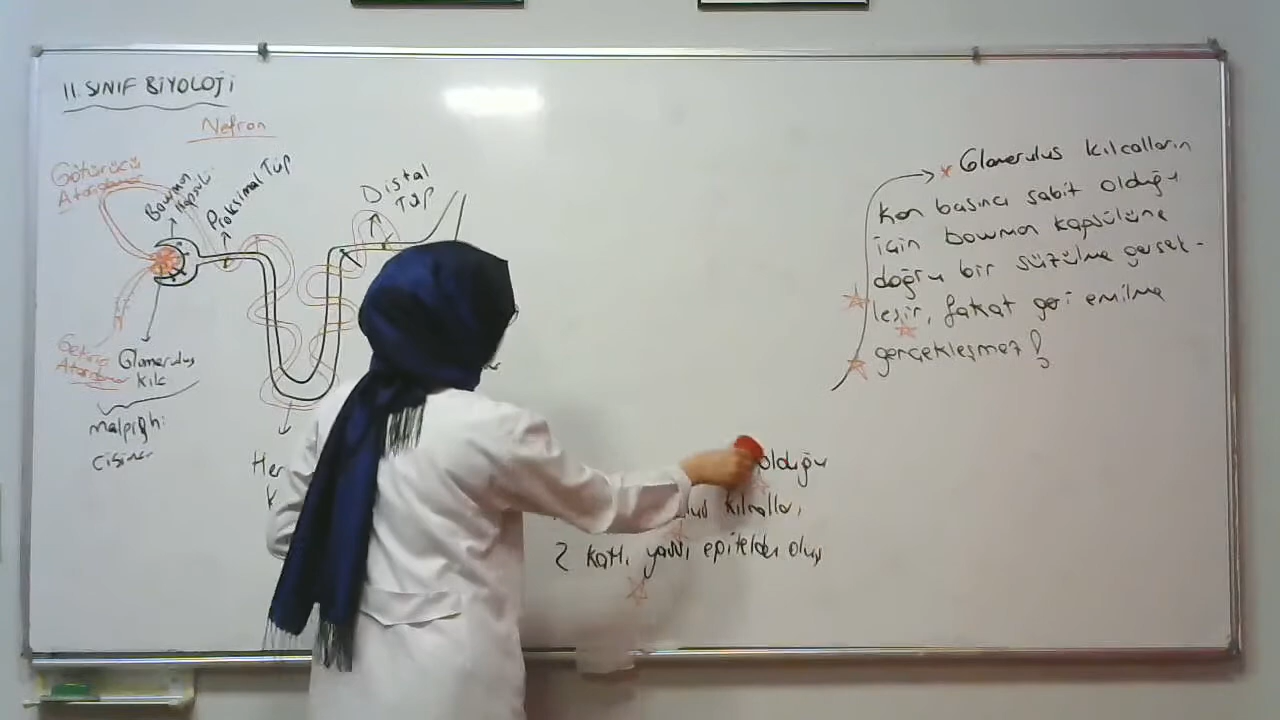 11. SINIF BİYOLOJİ
Nefron
Götürücü
Atardamar
Bowman
Kapsülü
Proksimal Tüp
Distal
Tüp
Getirici
Atardamar
Glomerulus
Kılc
malpighi
Her
K
olduğu
kılcallar,
2 katlı yassı epitelden oluş
* Glomerulus kılcalların
kan basıncı sabit olduğu
için bowman kapsülüne
doğru bir süzülme gerçek-
leşir, fakat geri emilme
gerçekleşmez!